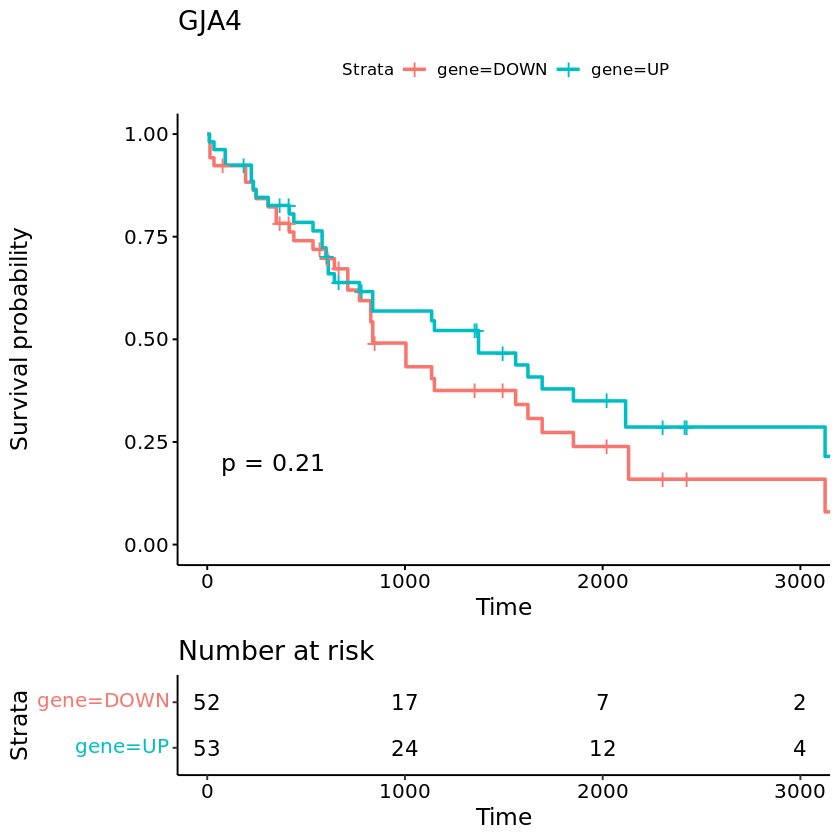 GJA4
Strata gene=DOWN gene=UP
1.00
0.75
0.50
0.25
0.00
Survival probability
p = 0.21
0 1000 2000 3000
Time
Number at risk
Strata
gene=DOWN 52 17 7 2
gene=UP 53 24 12 4
0 1000 2000 3000
Time